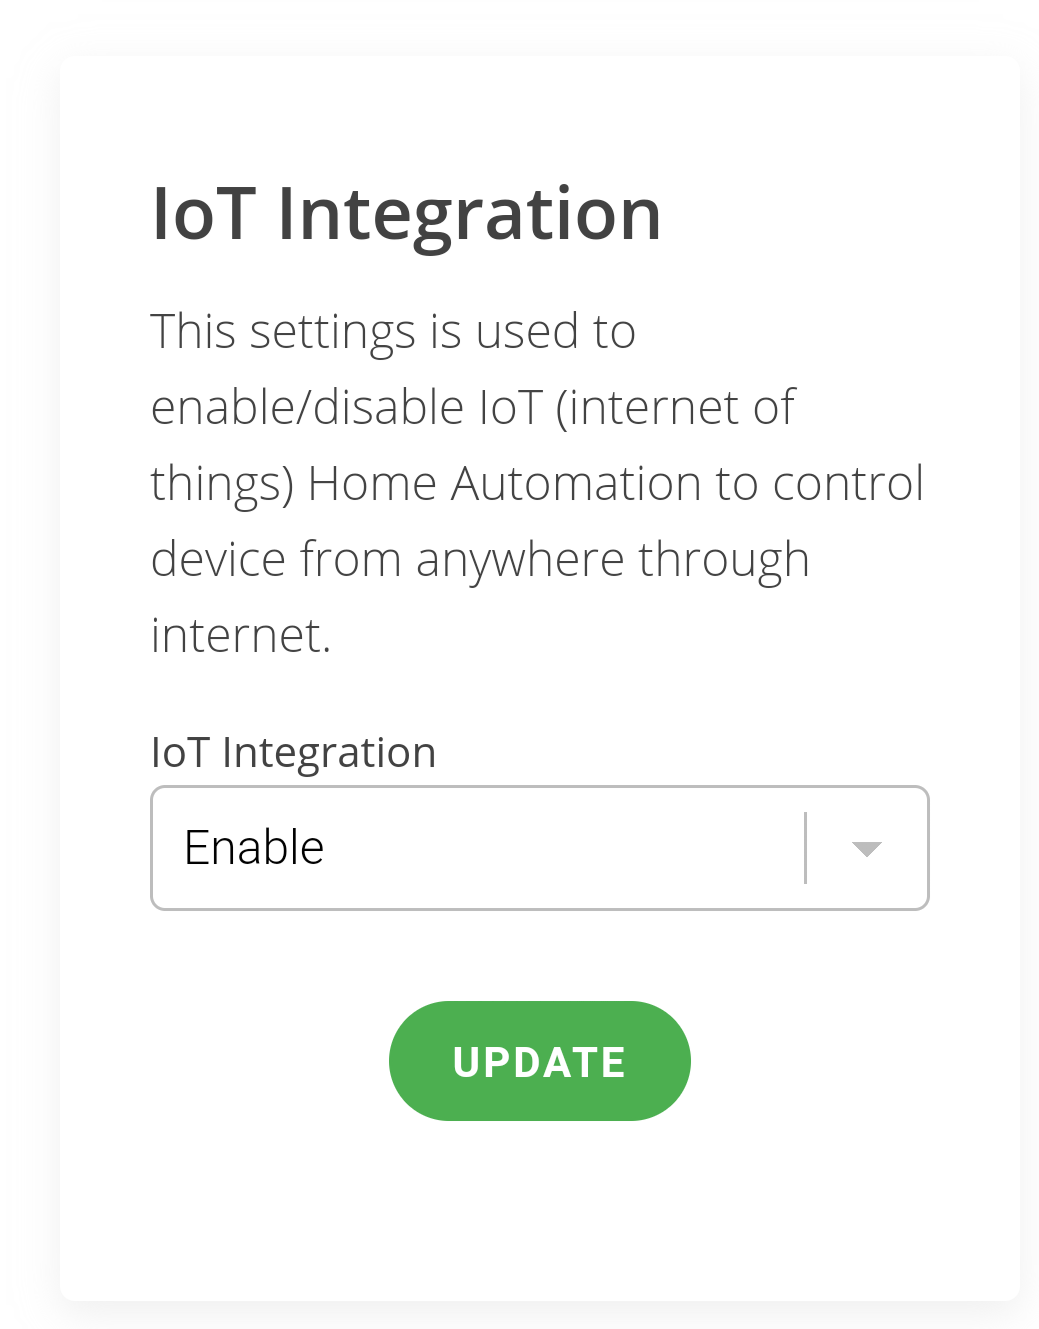 IoT Integration
This settings is used to
enable/disable IoT (internet of
things) Home Automation to control
device from anywhere through
internet.
IoT Integration
Enable
UPDATE